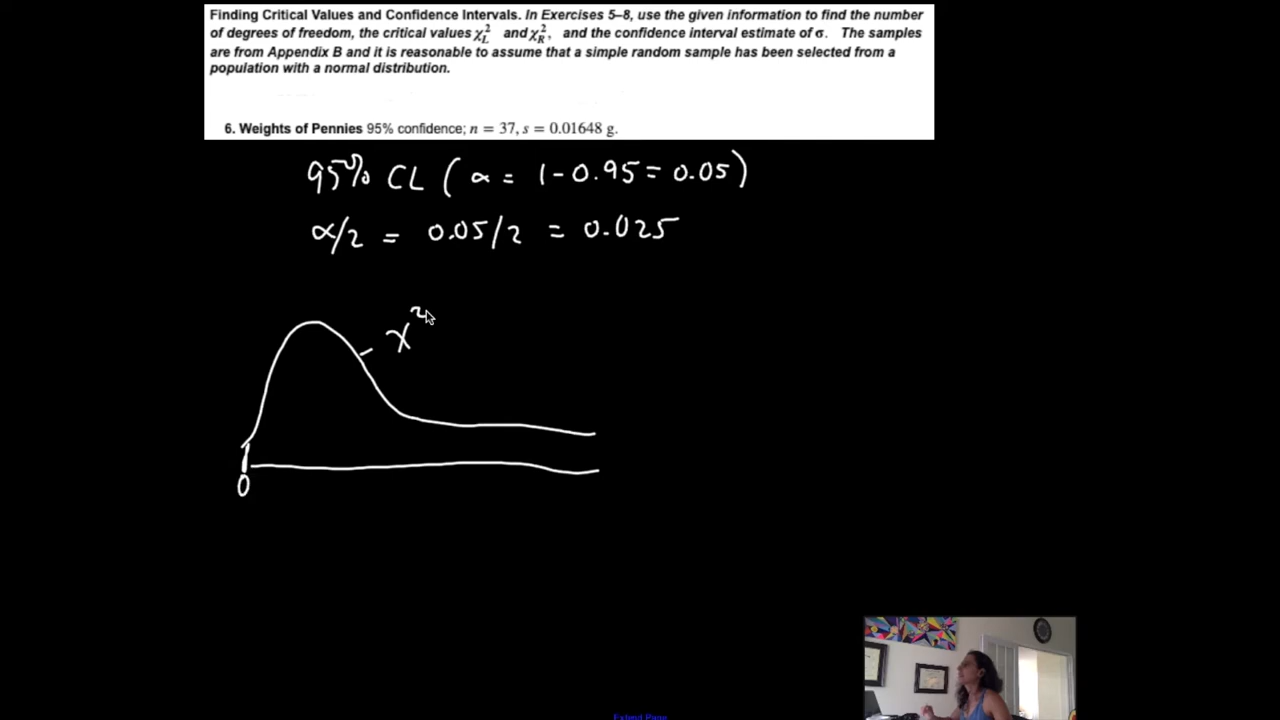 Finding Critical Values and Confidence Intervals. In Exercises 5–8, use the given information to find the number
of degrees of freedom, the critical values χ²L and χ²R, and the confidence interval estimate of σ. The samples
are from Appendix B and it is reasonable to assume that a simple random sample has been selected from a
population with a normal distribution.
6. Weights of Pennies 95% confidence; n = 37, s = 0.01648 g.
95% CL ( α = 1 - 0.95 = 0.05 )
α/2 = 0.05/2 = 0.025
χ²
0
Extend Page